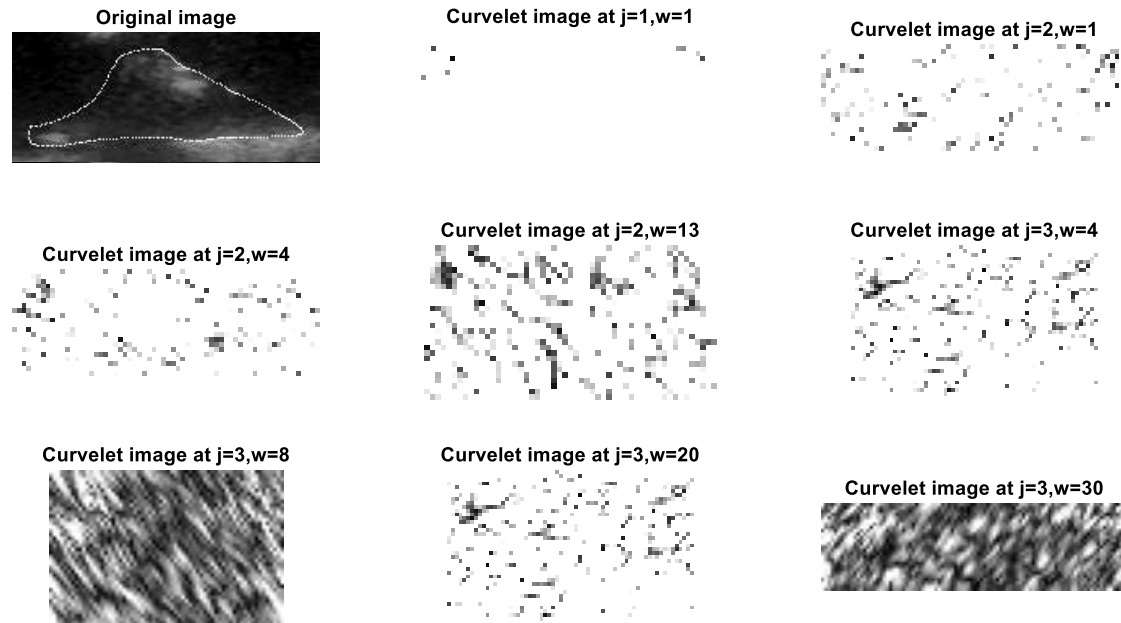 Original image
Curvelet image at j=1,w=1
Curvelet image at j=2,w=1
Curvelet image at j=2,w=4
Curvelet image at j=2,w=13
Curvelet image at j=3,w=4
Curvelet image at j=3,w=8
Curvelet image at j=3,w=20
Curvelet image at j=3,w=30